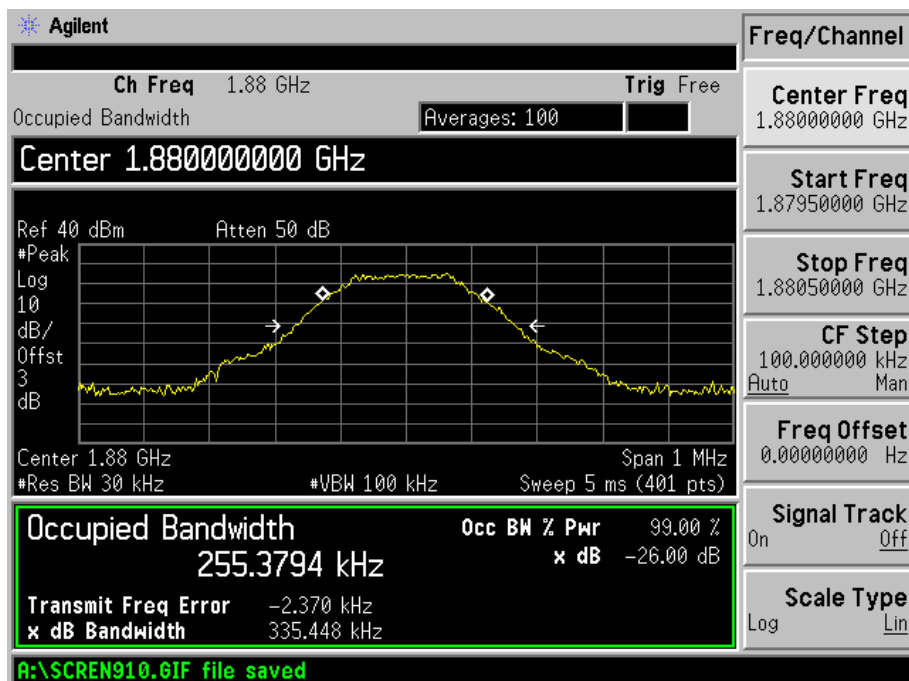 Agilent
Ch Freq 1.88 GHz Trig Free
Occupied Bandwidth Averages: 100
Center 1.880000000 GHz
Ref 40 dBm Atten 50 dB
#Peak
Log
10
dB/
Offst
3
dB
Center 1.88 GHz Span 1 MHz
#Res BW 30 kHz #VBW 100 kHz Sweep 5 ms (401 pts)
Occupied Bandwidth
255.3794 kHz
Occ BW % Pwr 99.00 %
x dB -26.00 dB
Transmit Freq Error -2.370 kHz
x dB Bandwidth 335.448 kHz
A:\SCREN910.GIF file saved
Freq/Channel
Center Freq
1.88000000 GHz
Start Freq
1.87950000 GHz
Stop Freq
1.88050000 GHz
CF Step
100.000000 kHz
Auto Man
Freq Offset
0.00000000 Hz
Signal Track
On Off
Scale Type
Log Lin